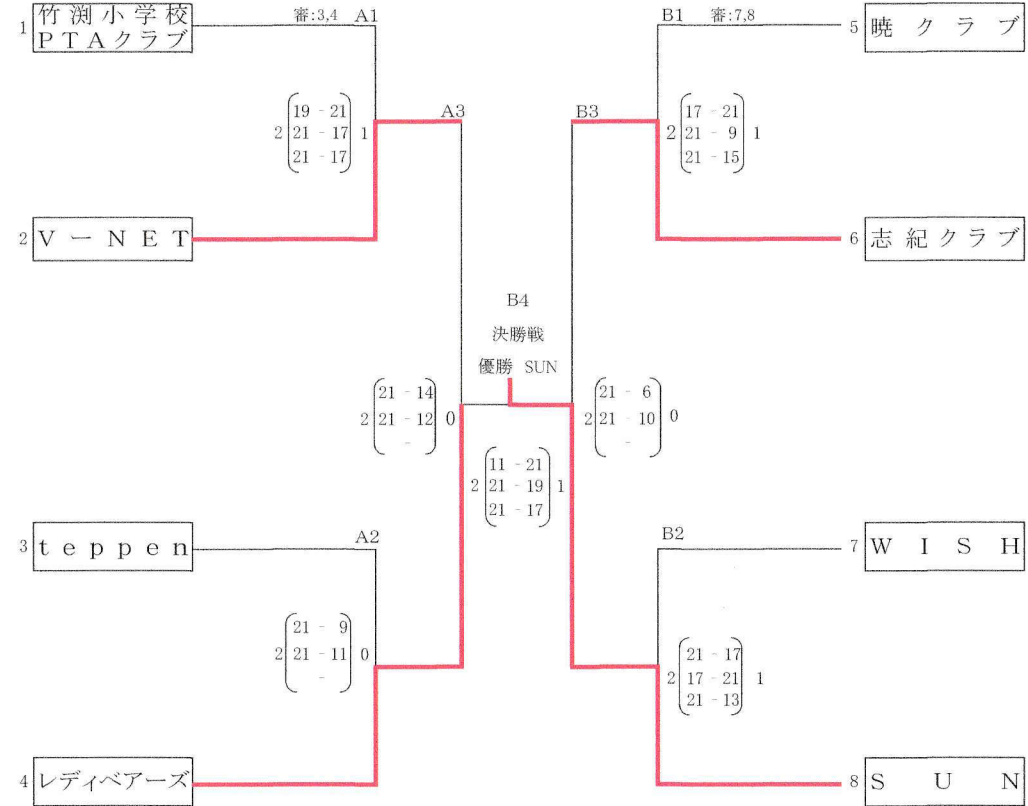 竹渕小学校
1 PTAクラブ
審:3,4 A1
B1 審:7,8
5 暁クラブ
A3
B3
19 - 21
2 21 - 17 1
21 - 17
17 - 21
2 21 - 9 1
21 - 15
2 V－NET
6 志紀クラブ
B4
決勝戦
優勝 SUN
21 - 14
2 21 - 12 0
-
21 - 6
2 21 - 10 0
-
11 - 21
2 21 - 19 1
21 - 17
3 teppen
A2
B2
7 WISH
21 - 9
2 21 - 11 0
-
21 - 17
2 17 - 21 1
21 - 13
4 レディベアーズ
8 SUN